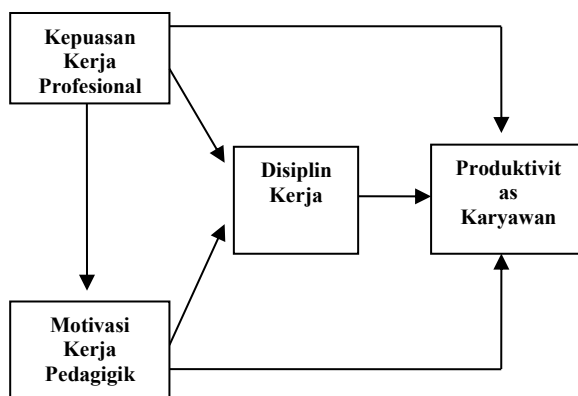 Kepuasan
Kerja
Profesional
Disiplin
Kerja
Produktivit
as
Karyawan
Motivasi
Kerja
Pedagigik